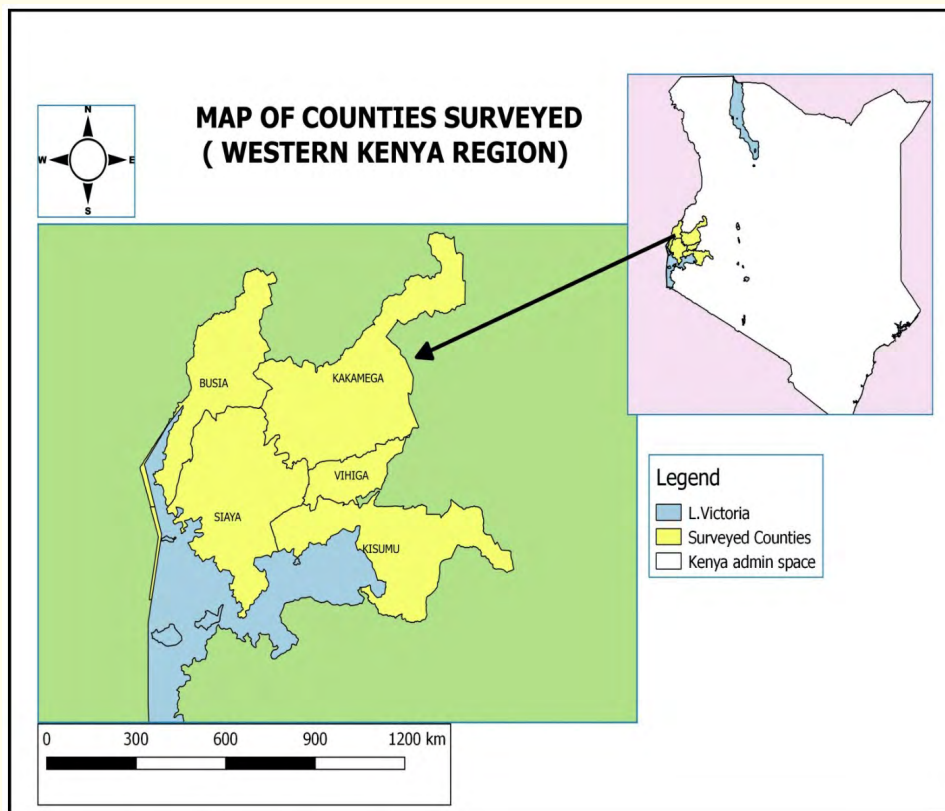 N
W E
S
MAP OF COUNTIES SURVEYED
( WESTERN KENYA REGION)
BUSIA
KAKAMEGA
VIHIGA
SIAYA
KISUMU
Legend
L.Victoria
Surveyed Counties
Kenya admin space
0 300 600 900 1200 km